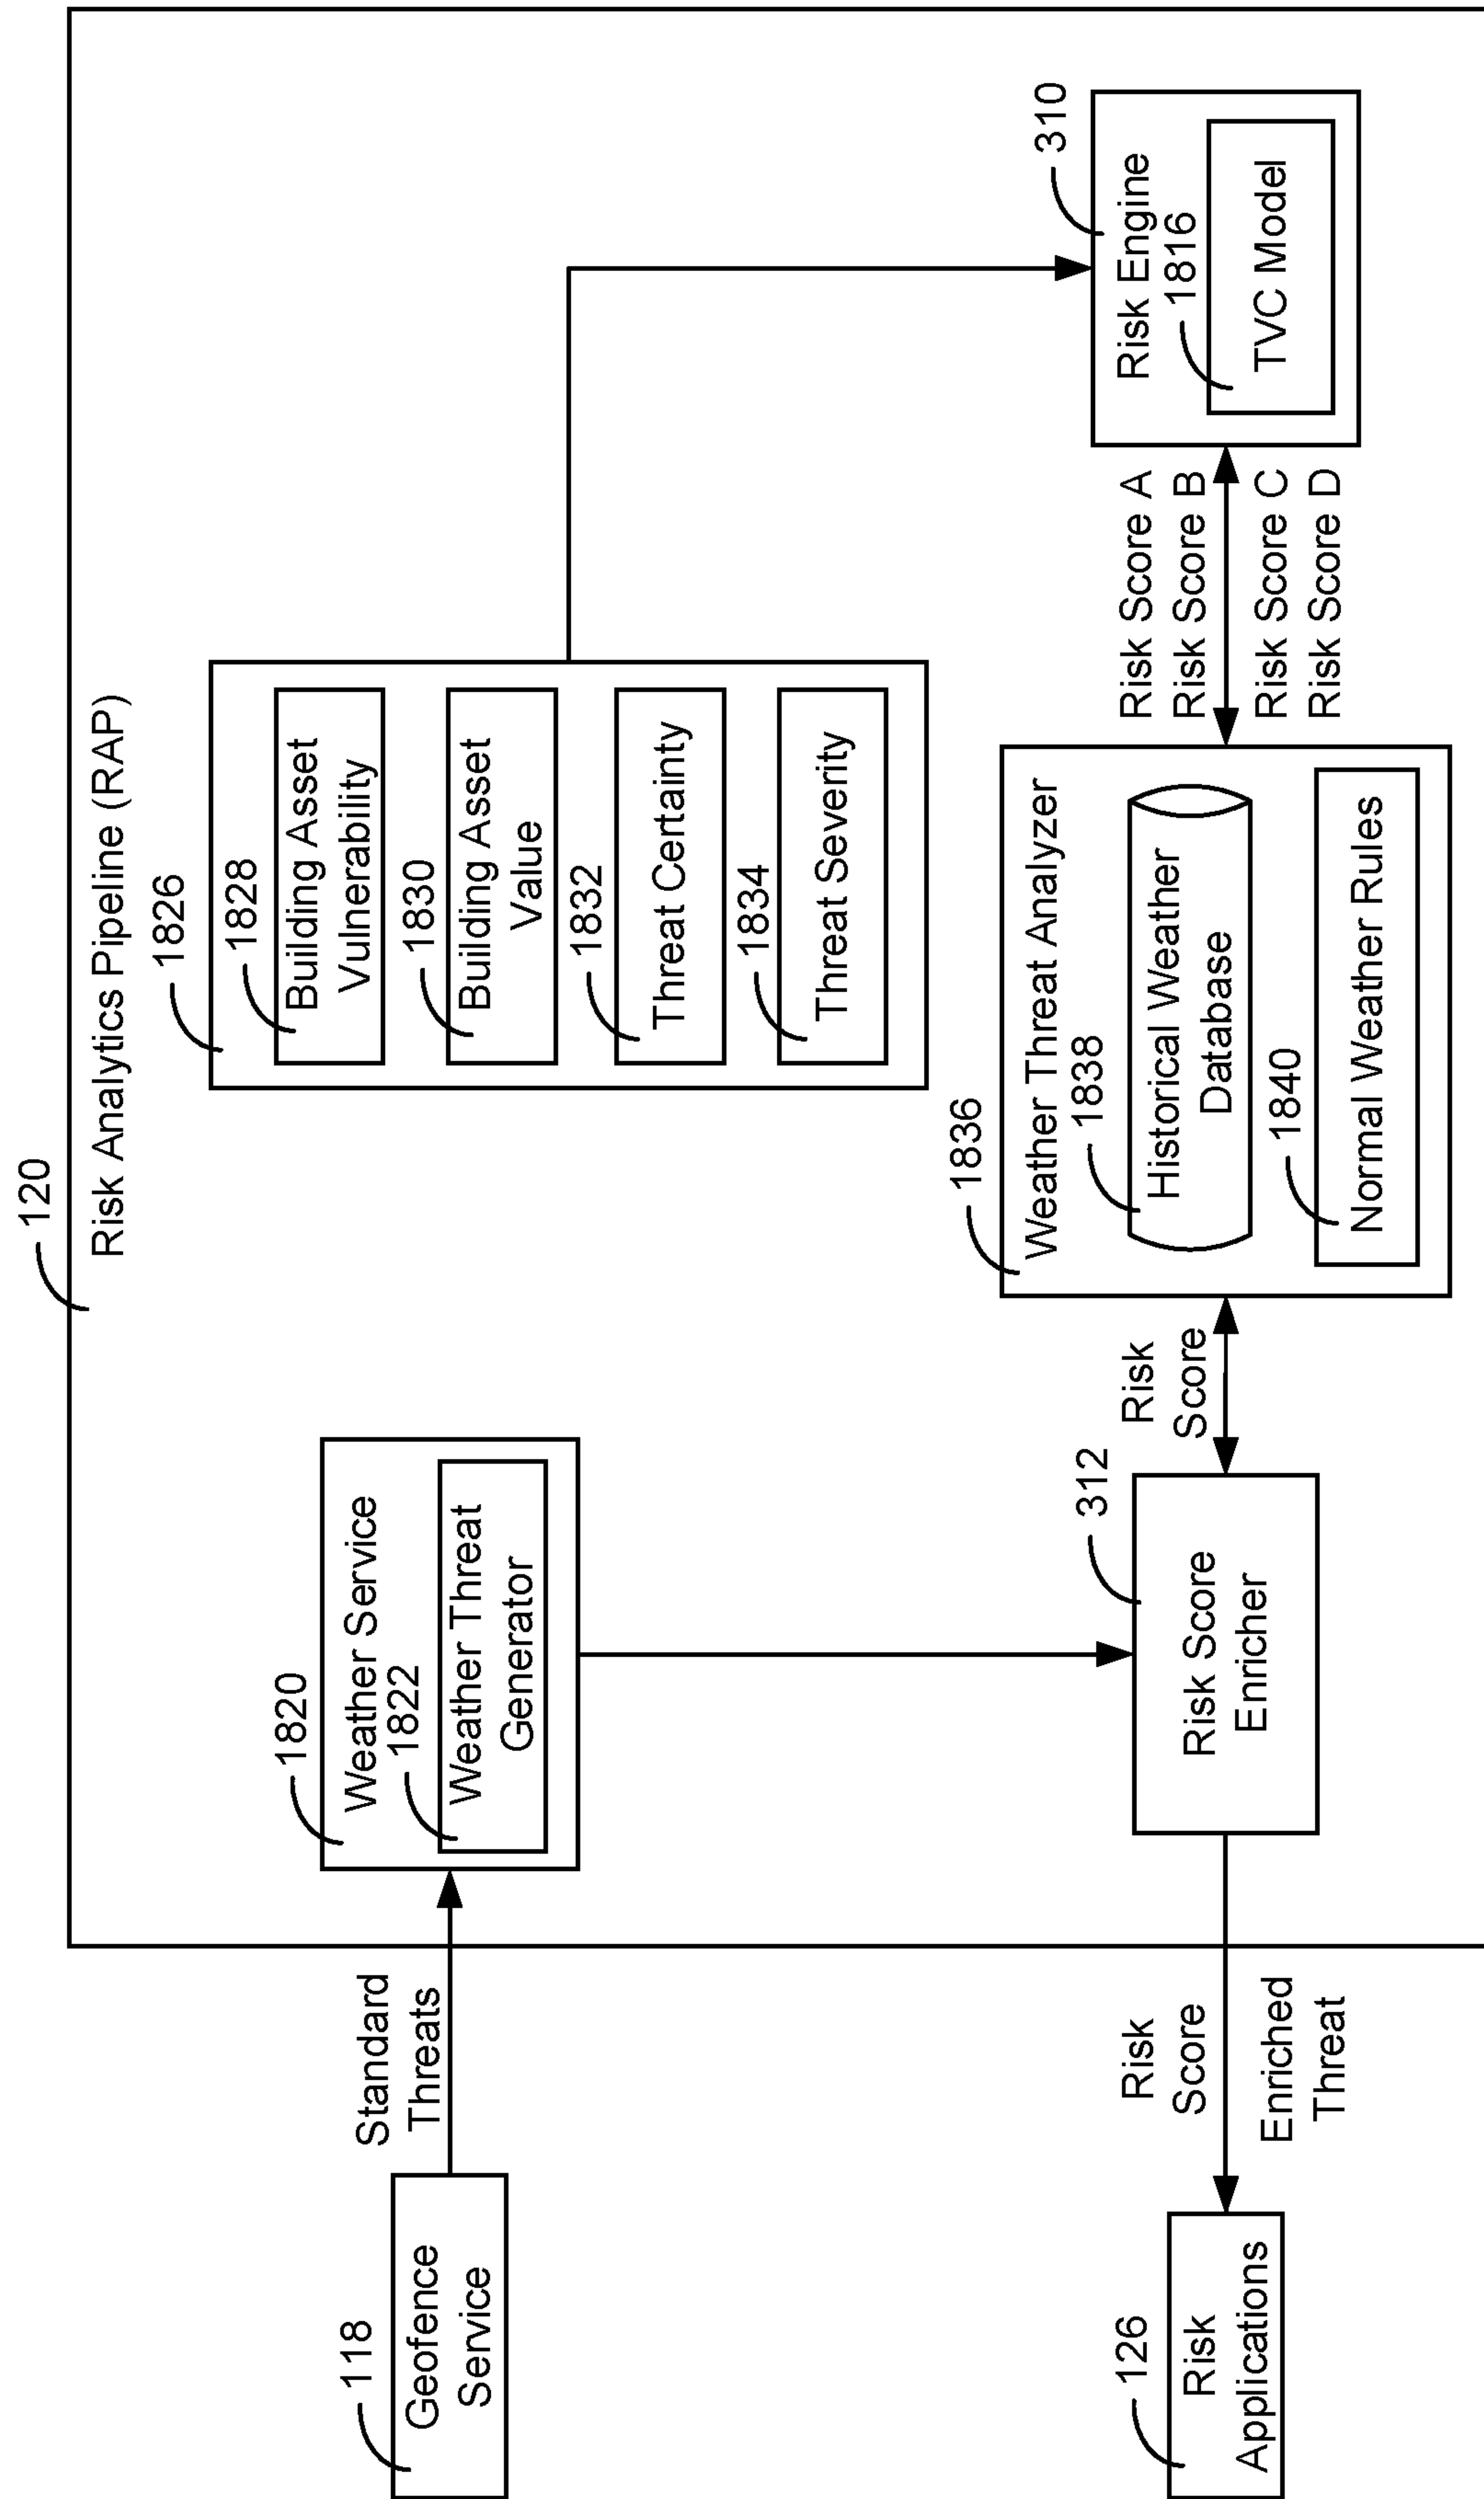 120
Risk Analytics Pipeline (RAP)
118
Geofence
Service
Standard
Threats
1820
Weather Service
1822
Weather Threat
Generator
1826
1828
Building Asset
Vulnerability
1830
Building Asset
Value
1832
Threat Certainty
1834
Threat Severity
310
Risk Engine
1816
TVC Model
126
Risk
Applications
Risk
Score
Enriched
Threat
312
Risk Score
Enricher
Risk
Score
1836
Weather Threat Analyzer
1838
Historical Weather
Database
1840
Normal Weather Rules
Risk Score A
Risk Score B
Risk Score C
Risk Score D